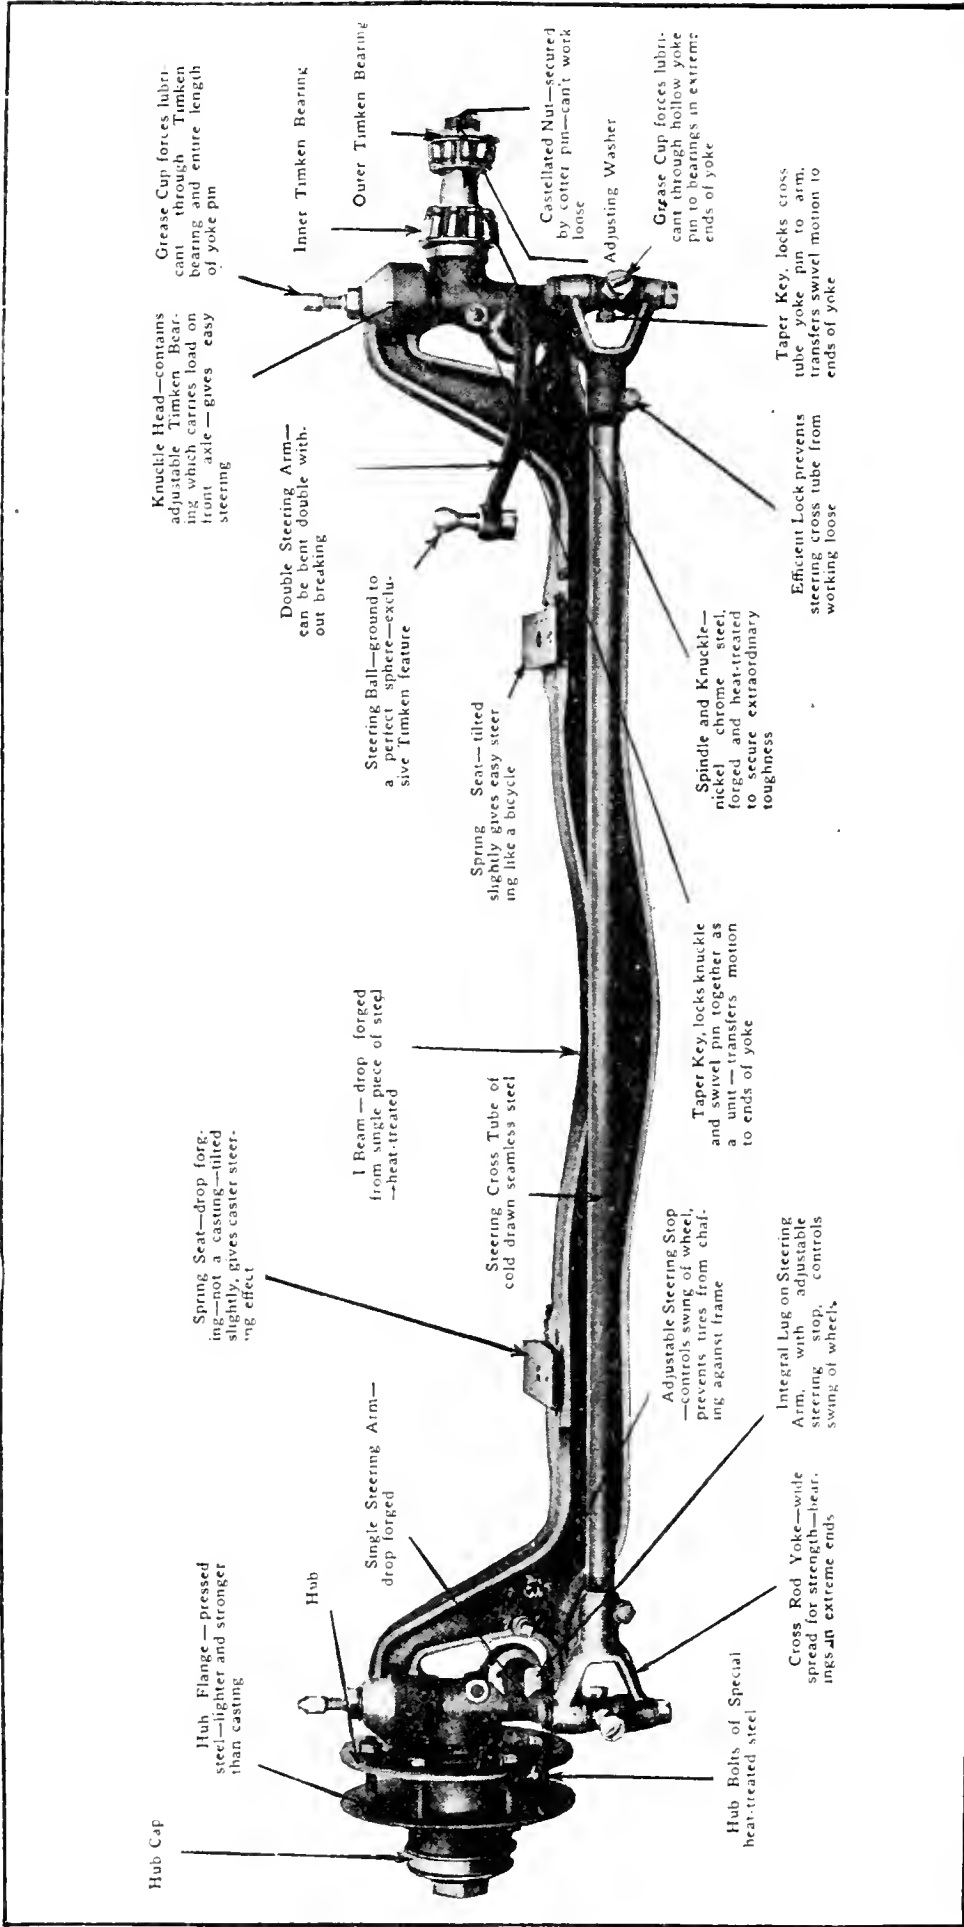 Hub Cap
Hub Flange—pressed
steel—lighter and stronger
than casting
Hub
Single Steering Arm—
drop forged
Spring Seat—drop forg-
ing—not a casting—tilted
slightly, gives caster steer-
ing effect
I Beam—drop forged
from single piece of steel
—heat-treated
Steering Cross Tube of
cold drawn seamless steel
Spring Seat—tilted
slightly gives easy steer
ing like a bicycle
Steering Ball—ground to
a perfect sphere—exclu-
sive Timken feature
Double Steering Arm—
can be bent double with-
out breaking
Knuckle Head—contains
adjustable Timken Bear-
ing which carries load on
front axle—gives easy
steering
Grease Cup forces lubri-
cant through Timken
bearing and entire length
of yoke pin
Inner Timken Bearing
Outer Timken Bearing
Castellated Nut—secured
by cotter pin—can't work
loose
Adjusting Washer
Grease Cup forces lubri-
cant through hollow yoke
pin to bearings in extreme
ends of yoke
Hub Bolts of Special
heat-treated steel
Cross Rod Yoke—wide
spread for strength—bear-
ings in extreme ends
Integral Lug on Steering
Arm, with adjustable
steering stop, controls
swing of wheels
Adjustable Steering Stop
—controls swing of wheel,
prevents tires from chaf-
ing against frame
Taper Key, locks knuckle
and swivel pin together as
a unit—transfers motion
to ends of yoke
Spindle and Knuckle—
nickel chrome steel,
forged and heat-treated
to secure extraordinary
toughness
Efficient Lock prevents
steering cross tube from
working loose
Taper Key, locks cross
tube yoke pin to arm,
transfers swivel motion to
ends of yoke